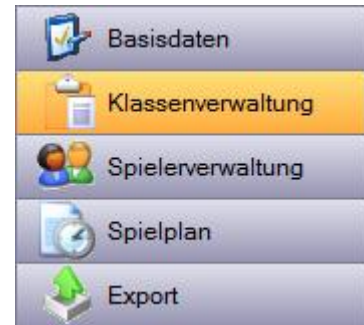 Basisdaten
Klassenverwaltung
Spielerverwaltung
Spielplan
Export